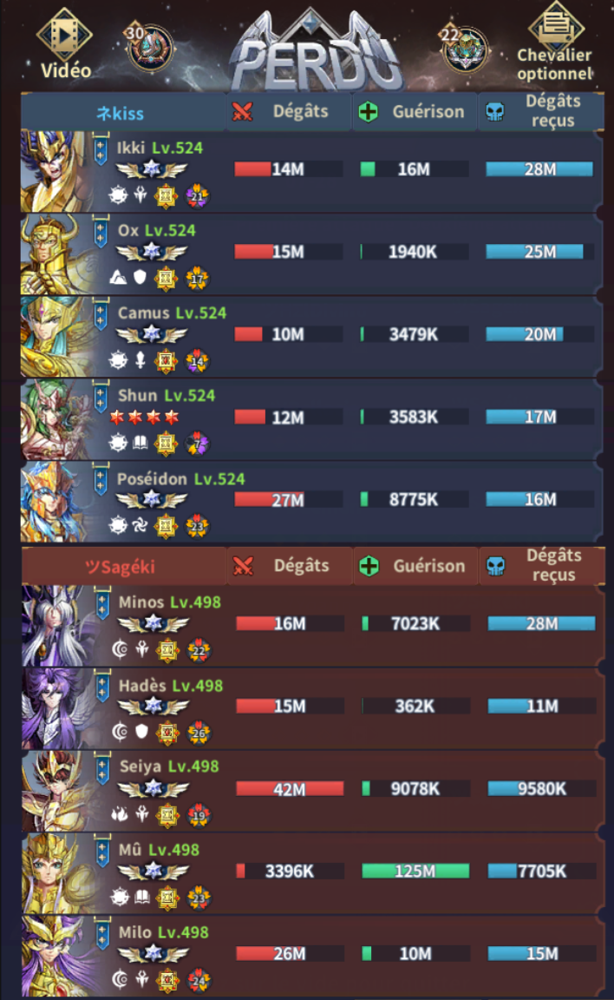 30
PERDU
22
Vidéo
Chevalier
optionnel
ネkiss
Dégâts
Guérison
Dégâts
reçus
Ikki Lv.524
14M
16M
28M
21
Ox Lv.524
15M
1940K
25M
17
Camus Lv.524
10M
3479K
20M
14
Shun Lv.524
12M
3583K
17M
7
Poséidon Lv.524
27M
8775K
16M
23
ツSagéki
Dégâts
Guérison
Dégâts
reçus
Minos Lv.498
16M
7023K
28M
22
Hadès Lv.498
15M
362K
11M
26
Seiya Lv.498
42M
9078K
9580K
19
Mû Lv.498
3396K
125M
7705K
23
Milo Lv.498
26M
10M
15M
24